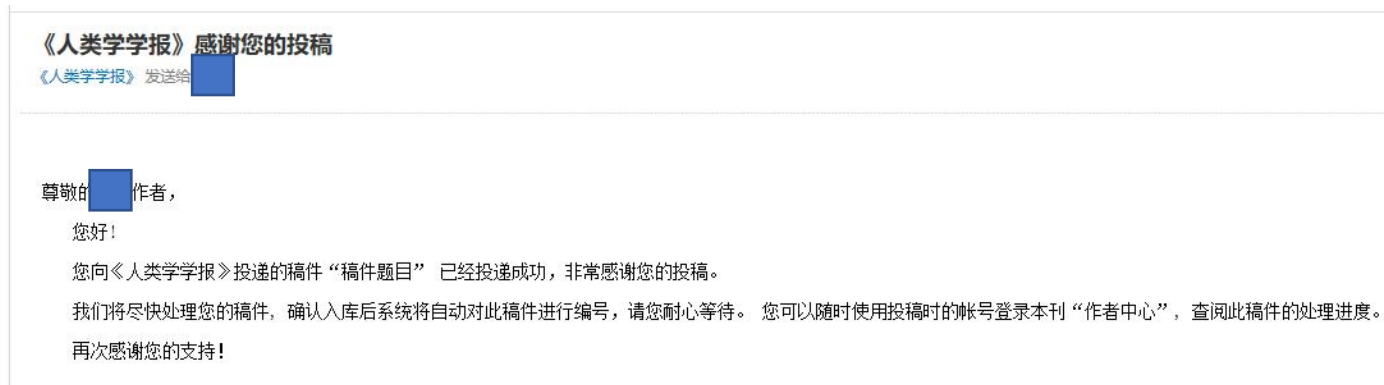 《人类学学报》感谢您的投稿
《人类学学报》 发送给
尊敬的 作者，
您好！
您向《人类学学报》投递的稿件“稿件题目” 已经投递成功，非常感谢您的投稿。
我们将尽快处理您的稿件，确认入库后系统将自动对此稿件进行编号，请您耐心等待。 您可以随时使用投稿时的帐号登录本刊“作者中心”，查阅此稿件的处理进度。
再次感谢您的支持！